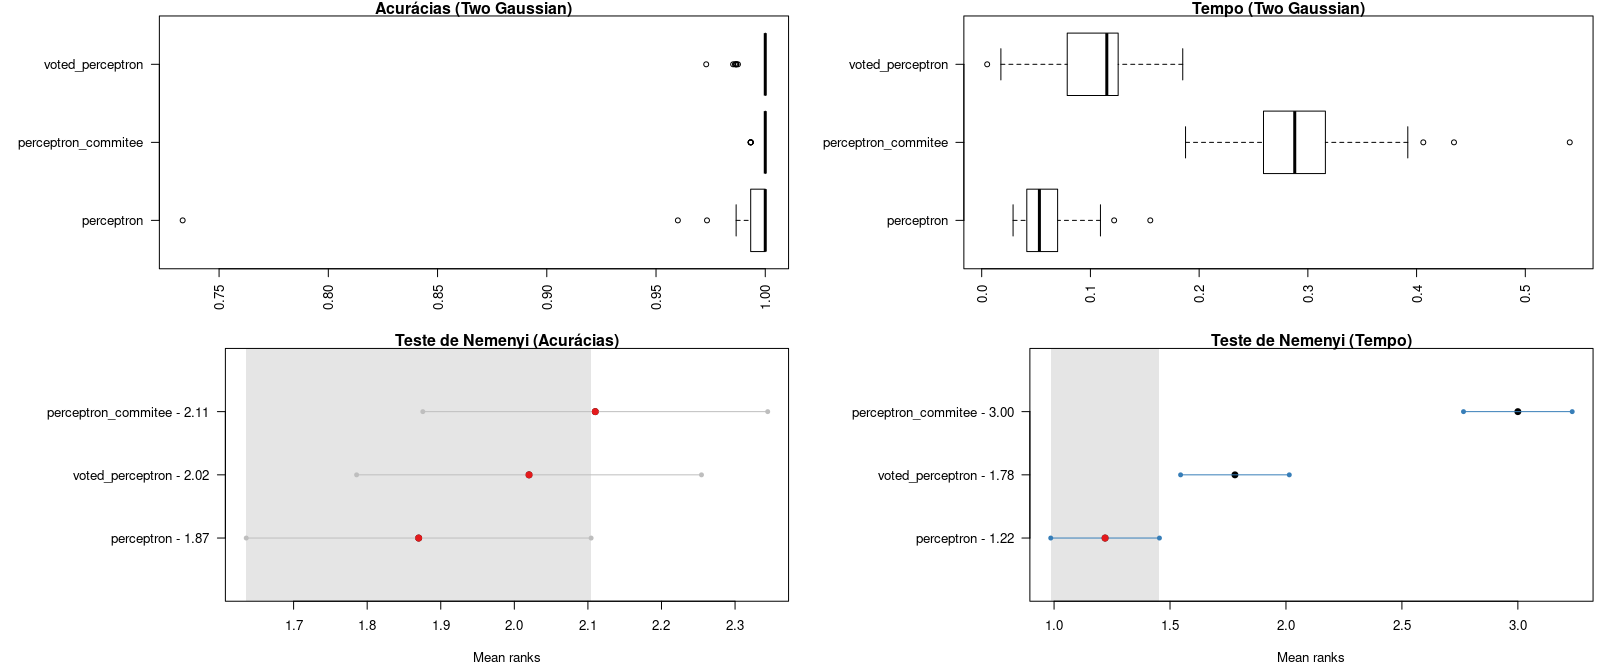 Acurácias (Two Gaussian)
voted_perceptron
perceptron_commitee
perceptron
0.75 0.80 0.85 0.90 0.95 1.00
Tempo (Two Gaussian)
voted_perceptron
perceptron_commitee
perceptron
0.0 0.1 0.2 0.3 0.4 0.5
Teste de Nemenyi (Acurácias)
perceptron_commitee - 2.11
voted_perceptron - 2.02
perceptron - 1.87
1.7 1.8 1.9 2.0 2.1 2.2 2.3
Mean ranks
Teste de Nemenyi (Tempo)
perceptron_commitee - 3.00
voted_perceptron - 1.78
perceptron - 1.22
1.0 1.5 2.0 2.5 3.0
Mean ranks